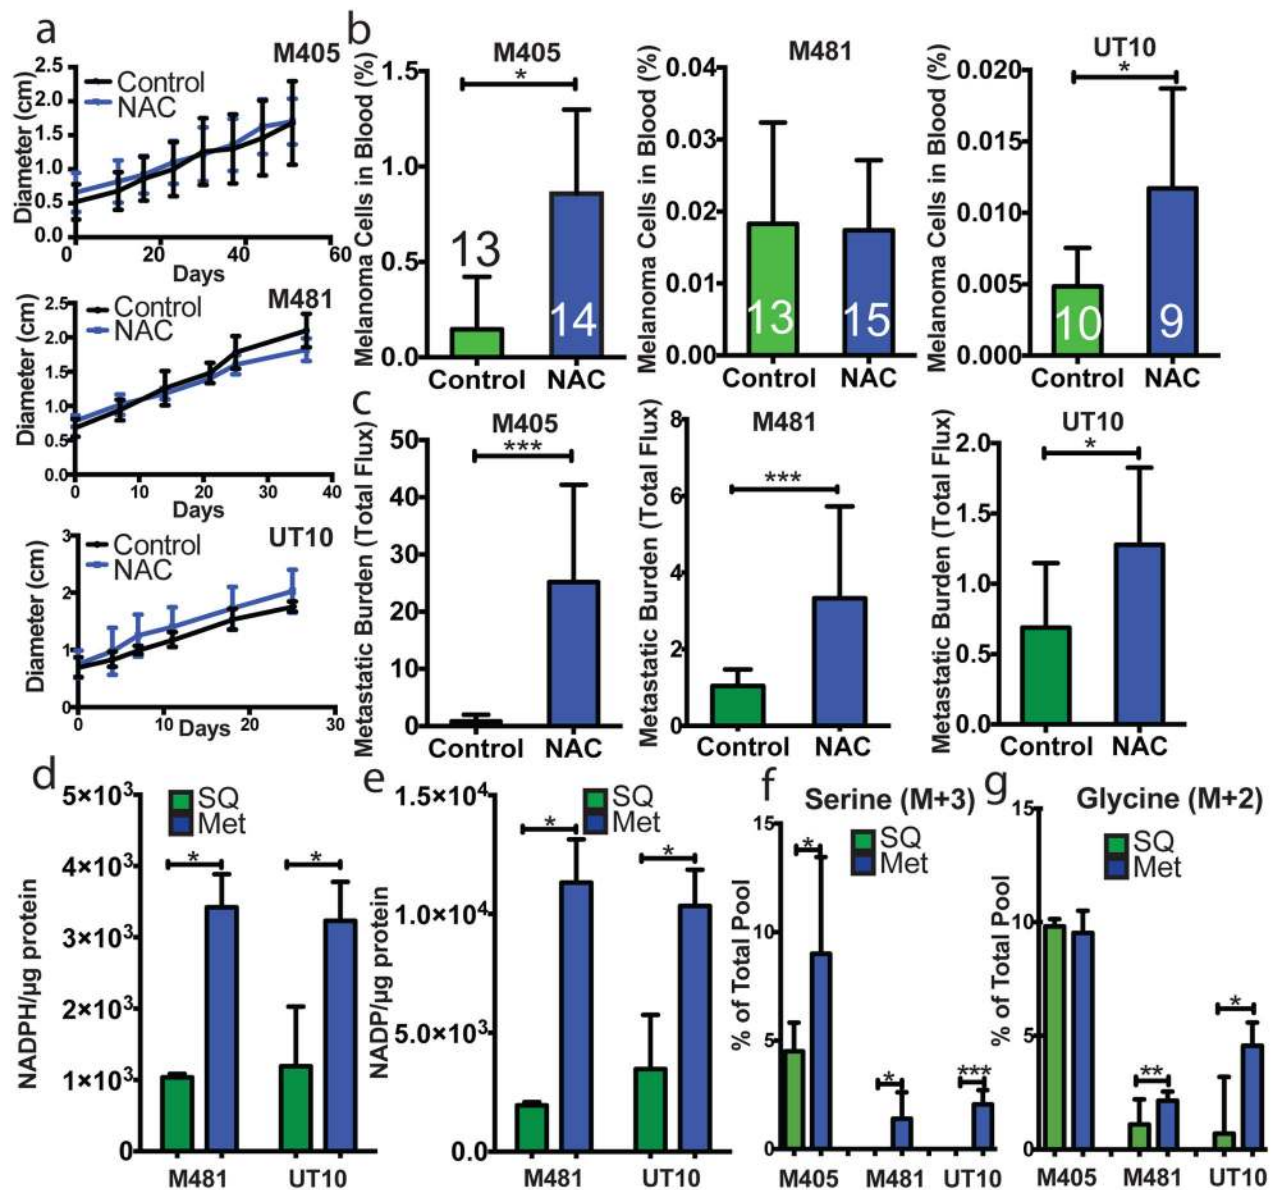 a
M405
Diameter (cm)
2.5
2.0
1.5
1.0
0.5
0.0
Control
NAC
0
20
40
60
Days
M481
Diameter (cm)
2.5
2.0
1.5
1.0
0.5
0.0
Control
NAC
0
10
20
30
40
Days
UT10
Diameter (cm)
3
2
1
0
Control
NAC
0
10
20
30
Days
b
M405
Melanoma Cells in Blood (%)
1.5
1.0
0.5
0.0
*
13
14
Control
NAC
M481
Melanoma Cells in Blood (%)
0.04
0.03
0.02
0.01
0.00
13
15
Control
NAC
UT10
Melanoma Cells in Blood (%)
0.020
0.015
0.010
0.005
0.000
*
10
9
Control
NAC
c
M405
Metastatic Burden (Total Flux)
50
40
30
20
10
0
***
Control
NAC
M481
Metastatic Burden (Total Flux)
8
6
4
2
0
***
Control
NAC
UT10
Metastatic Burden (Total Flux)
2.0
1.5
1.0
0.5
0.0
*
Control
NAC
d
NADPH/µg protein
5×10³
4×10³
3×10³
2×10³
1×10³
0
SQ
Met
*
*
M481
UT10
e
NADP/µg protein
1.5×10⁴
1.0×10⁴
5.0×10³
0.0
SQ
Met
*
*
M481
UT10
f
Serine (M+3)
% of Total Pool
15
10
5
0
SQ
Met
*
*
***
M405
M481
UT10
g
Glycine (M+2)
% of Total Pool
15
10
5
0
SQ
Met
**
*
M405
M481
UT10